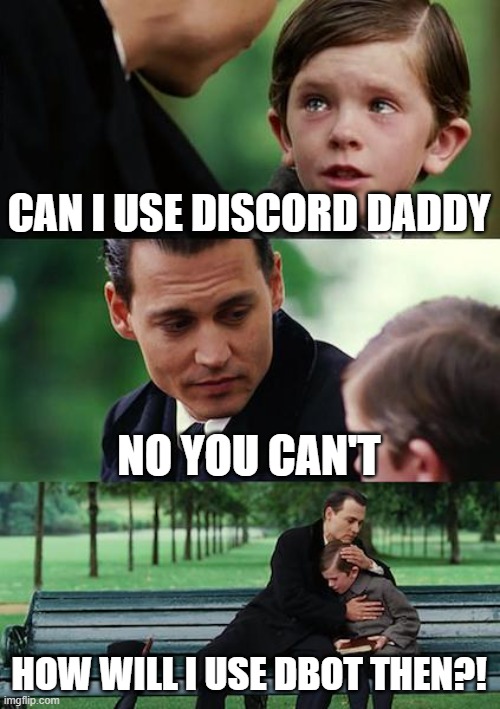 CAN I USE DISCORD DADDY
NO YOU CAN'T
HOW WILL I USE DBOT THEN?!
imgflip.com